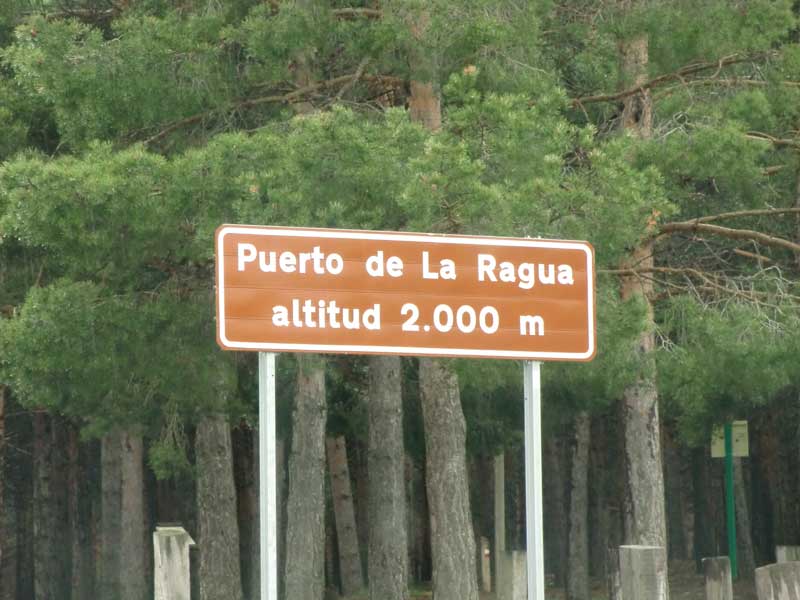 Puerto de La Ragua
altitud 2.000 m